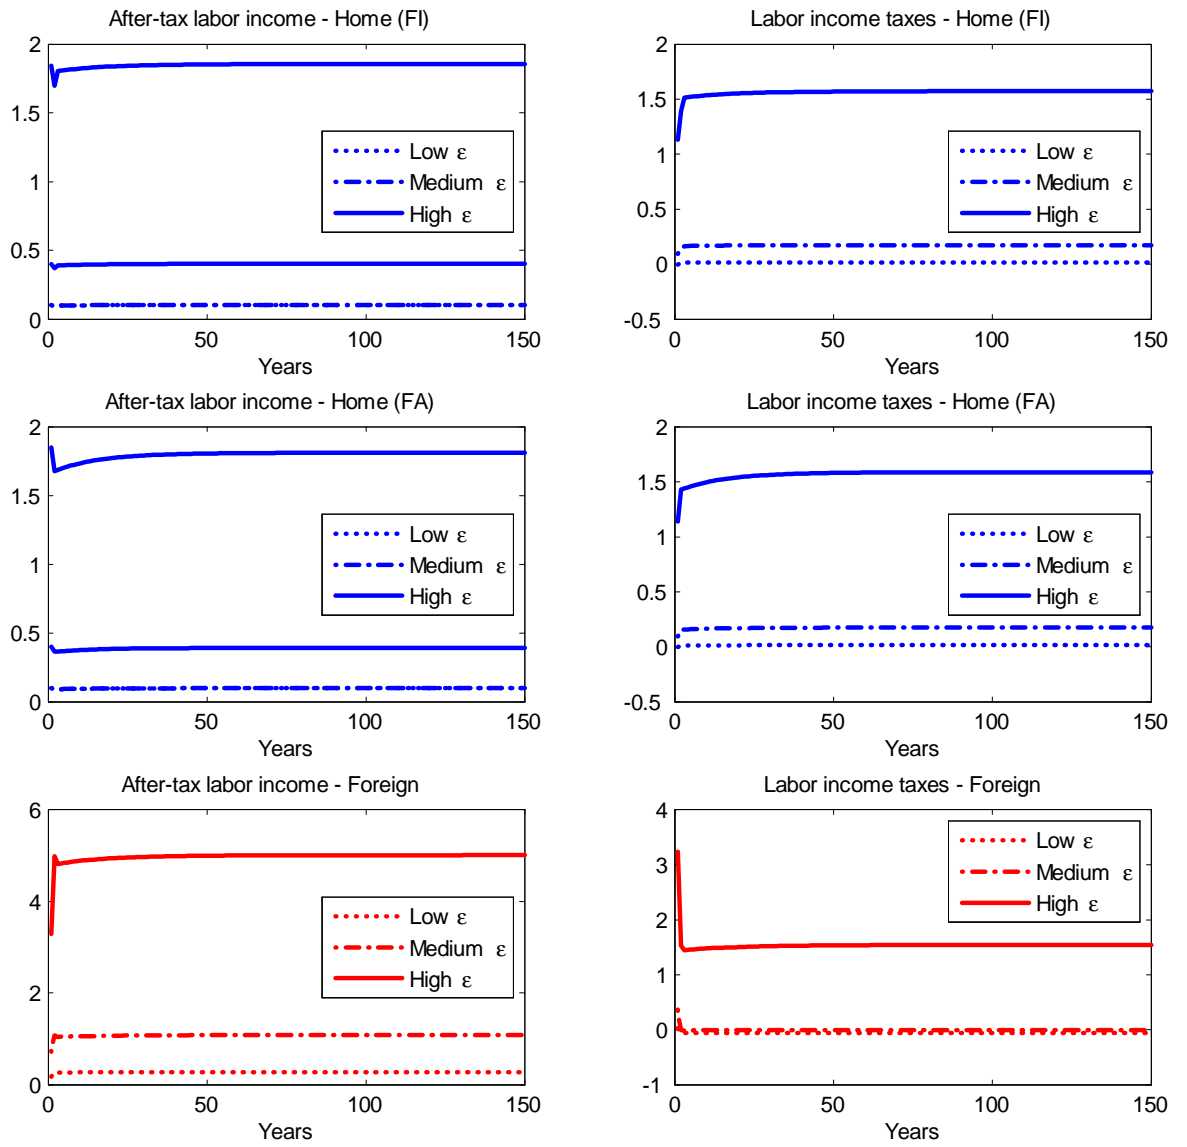 After-tax labor income - Home (FI)
2
1.5
1
0.5
0
Low ε
Medium ε
High ε
0 50 100 150
Years
Labor income taxes - Home (FI)
2
1.5
1
0.5
0
-0.5
Low ε
Medium ε
High ε
0 50 100 150
Years
After-tax labor income - Home (FA)
2
1.5
1
0.5
0
Low ε
Medium ε
High ε
0 50 100 150
Years
Labor income taxes - Home (FA)
2
1.5
1
0.5
0
-0.5
Low ε
Medium ε
High ε
0 50 100 150
Years
After-tax labor income - Foreign
6
4
2
0
Low ε
Medium ε
High ε
0 50 100 150
Years
Labor income taxes - Foreign
4
3
2
1
0
-1
Low ε
Medium ε
High ε
0 50 100 150
Years